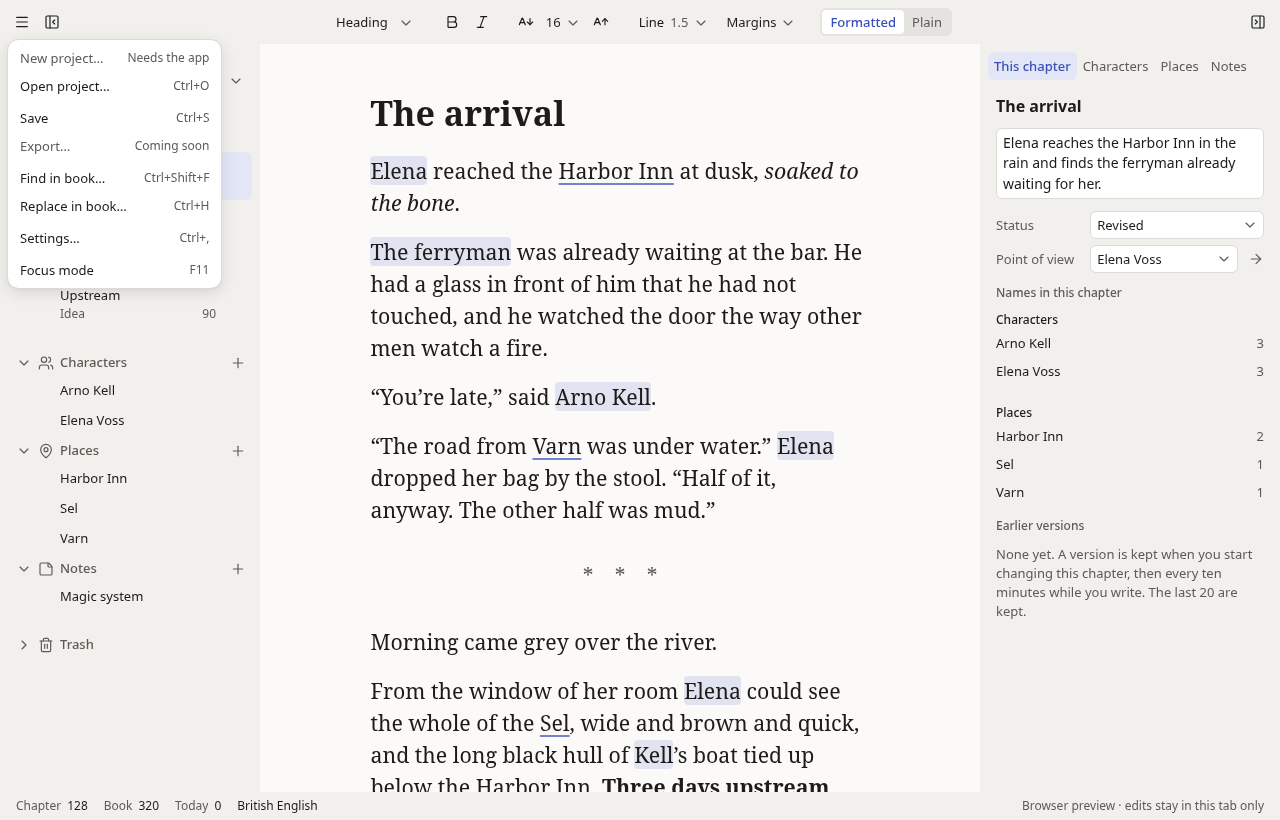 Heading
B I
16
Line 1.5
Margins
Formatted Plain
New project… Needs the app
Open project… Ctrl+O
Save Ctrl+S
Export… Coming soon
Find in book… Ctrl+Shift+F
Replace in book… Ctrl+H
Settings… Ctrl+,
Focus mode F11
Upstream
Idea 90
Characters
Arno Kell
Elena Voss
Places
Harbor Inn
Sel
Varn
Notes
Magic system
Trash
The arrival
Elena reached the Harbor Inn at dusk, soaked to
the bone.
The ferryman was already waiting at the bar. He
had a glass in front of him that he had not
touched, and he watched the door the way other
men watch a fire.
“You’re late,” said Arno Kell.
“The road from Varn was under water.” Elena
dropped her bag by the stool. “Half of it,
anyway. The other half was mud.”
* * *
Morning came grey over the river.
From the window of her room Elena could see
the whole of the Sel, wide and brown and quick,
and the long black hull of Kell’s boat tied up
below the Harbor Inn. Three days upstream
This chapter Characters Places Notes
The arrival
Elena reaches the Harbor Inn in the
rain and finds the ferryman already
waiting for her.
Status Revised
Point of view Elena Voss
Names in this chapter
Characters
Arno Kell 3
Elena Voss 3
Places
Harbor Inn 2
Sel 1
Varn 1
Earlier versions
None yet. A version is kept when you start
changing this chapter, then every ten
minutes while you write. The last 20 are
kept.
Chapter 128 Book 320 Today 0 British English
Browser preview · edits stay in this tab only